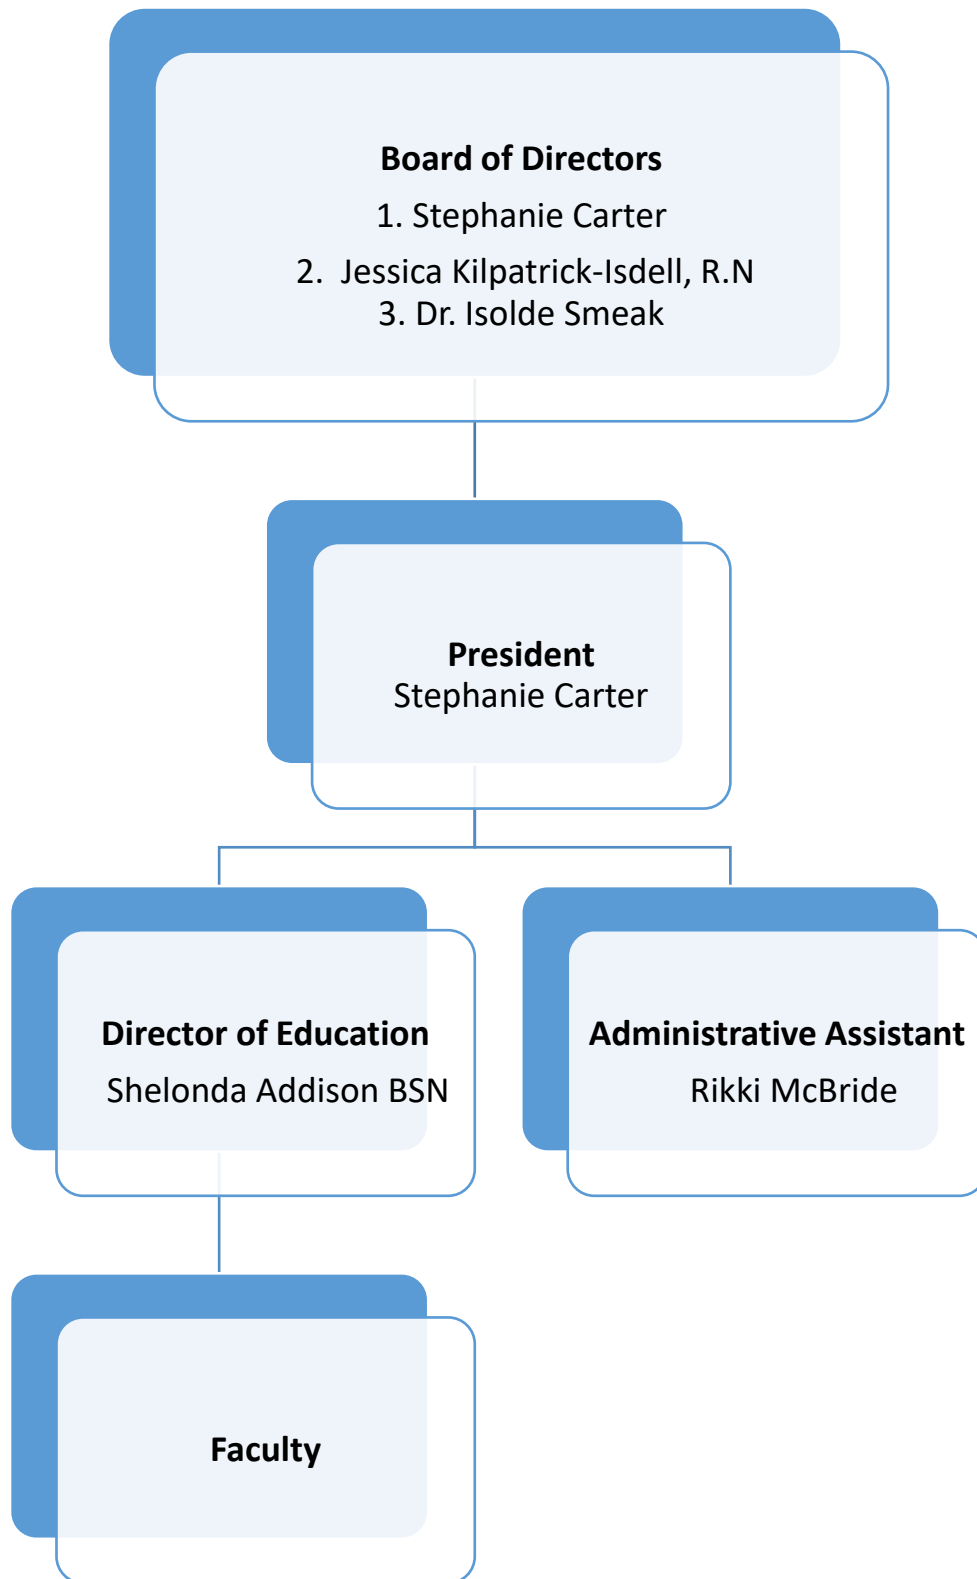 Board of Directors
1. Stephanie Carter
2. Jessica Kilpatrick-Isdell, R.N
3. Dr. Isolde Smeak
President
Stephanie Carter
Director of Education
Shelonda Addison BSN
Administrative Assistant
Rikki McBride
Faculty